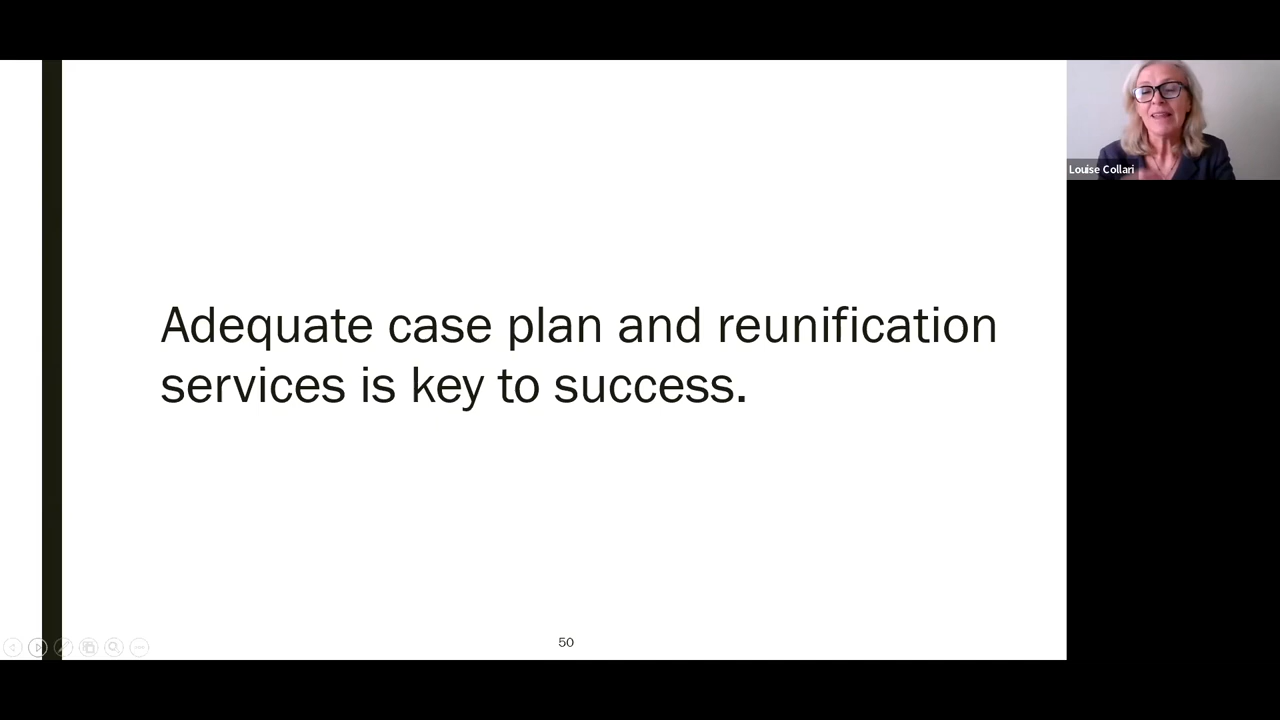 Adequate case plan and reunification
services is key to success.
50
Louise Collari